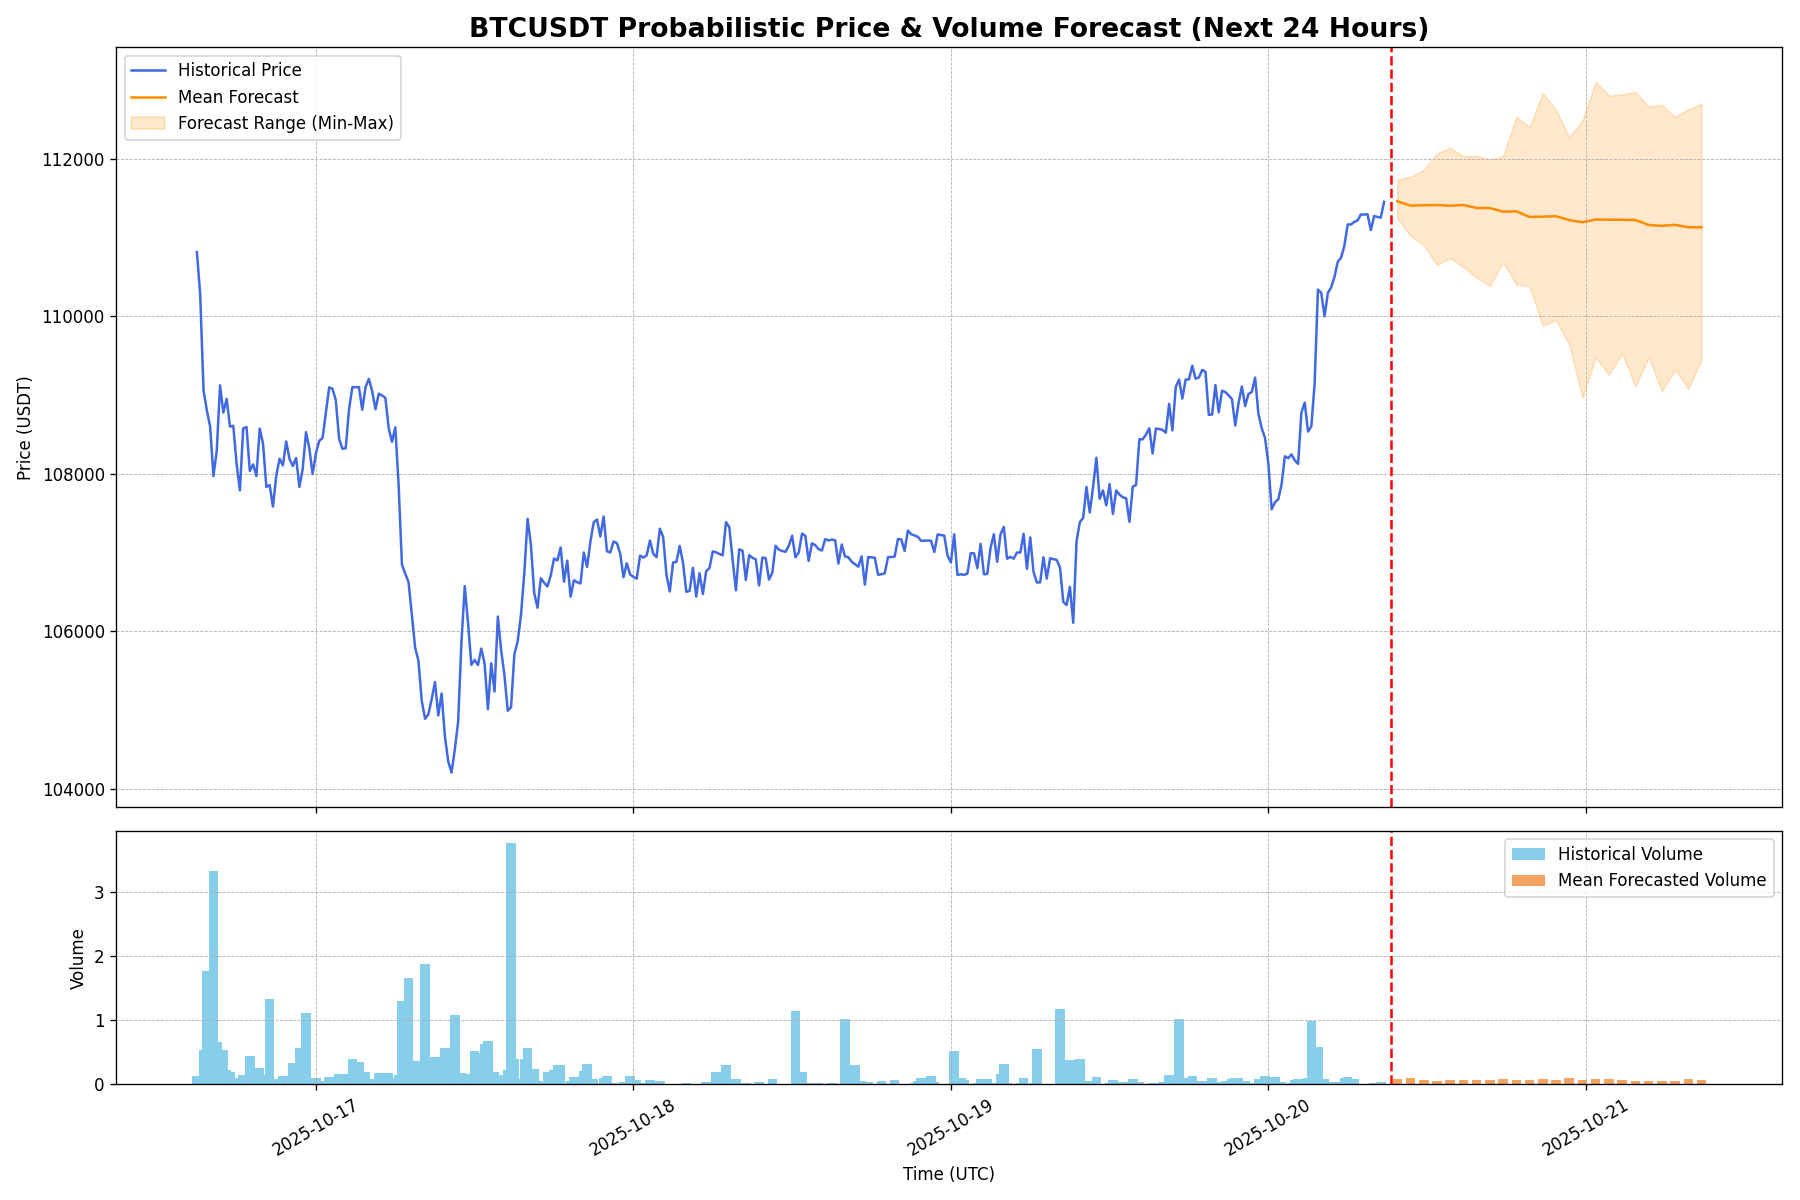 BTCUSDT Probabilistic Price & Volume Forecast (Next 24 Hours)
Historical Price
Mean Forecast
Forecast Range (Min-Max)
112000
110000
108000
106000
104000
Price (USDT)
Historical Volume
Mean Forecasted Volume
3
2
1
0
Volume
2025-10-17
2025-10-18
2025-10-19
2025-10-20
2025-10-21
Time (UTC)